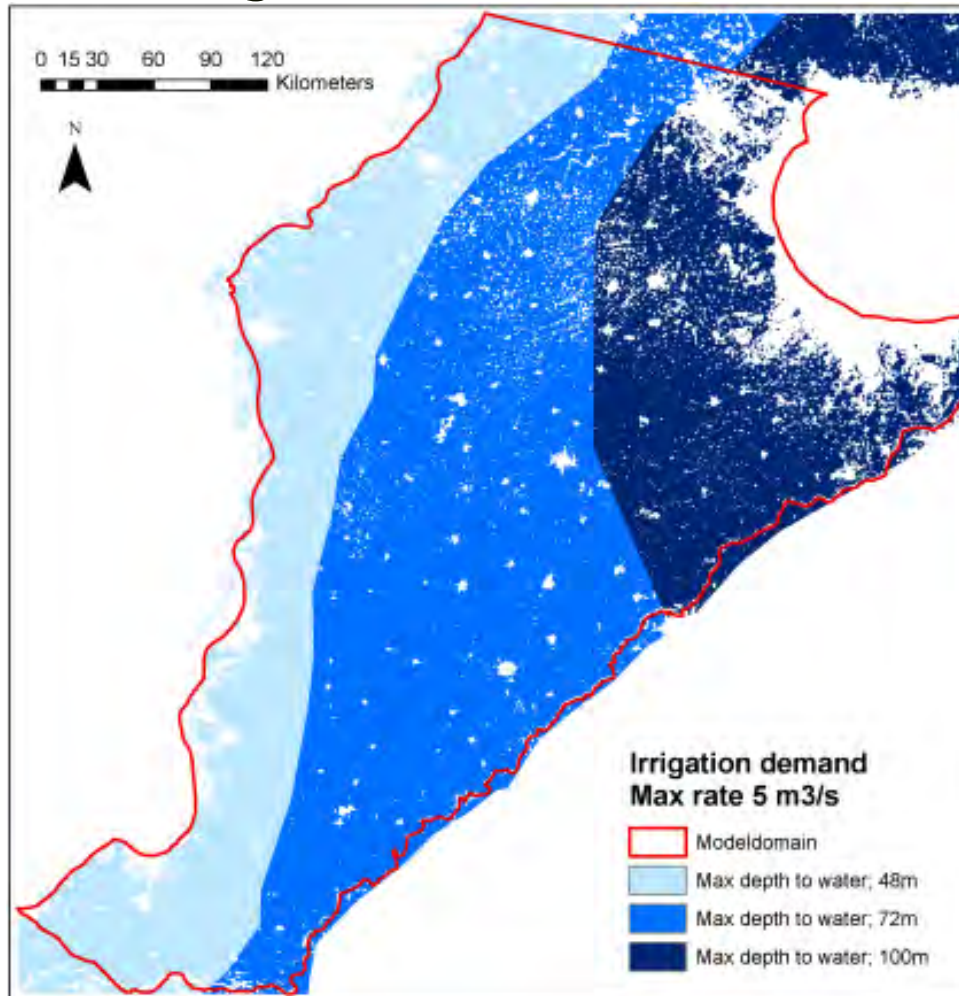 0 15 30 60 90 120
Kilometers
N
Irrigation demand
Max rate 5 m3/s
Modeldomain
Max depth to water; 48m
Max depth to water; 72m
Max depth to water; 100m